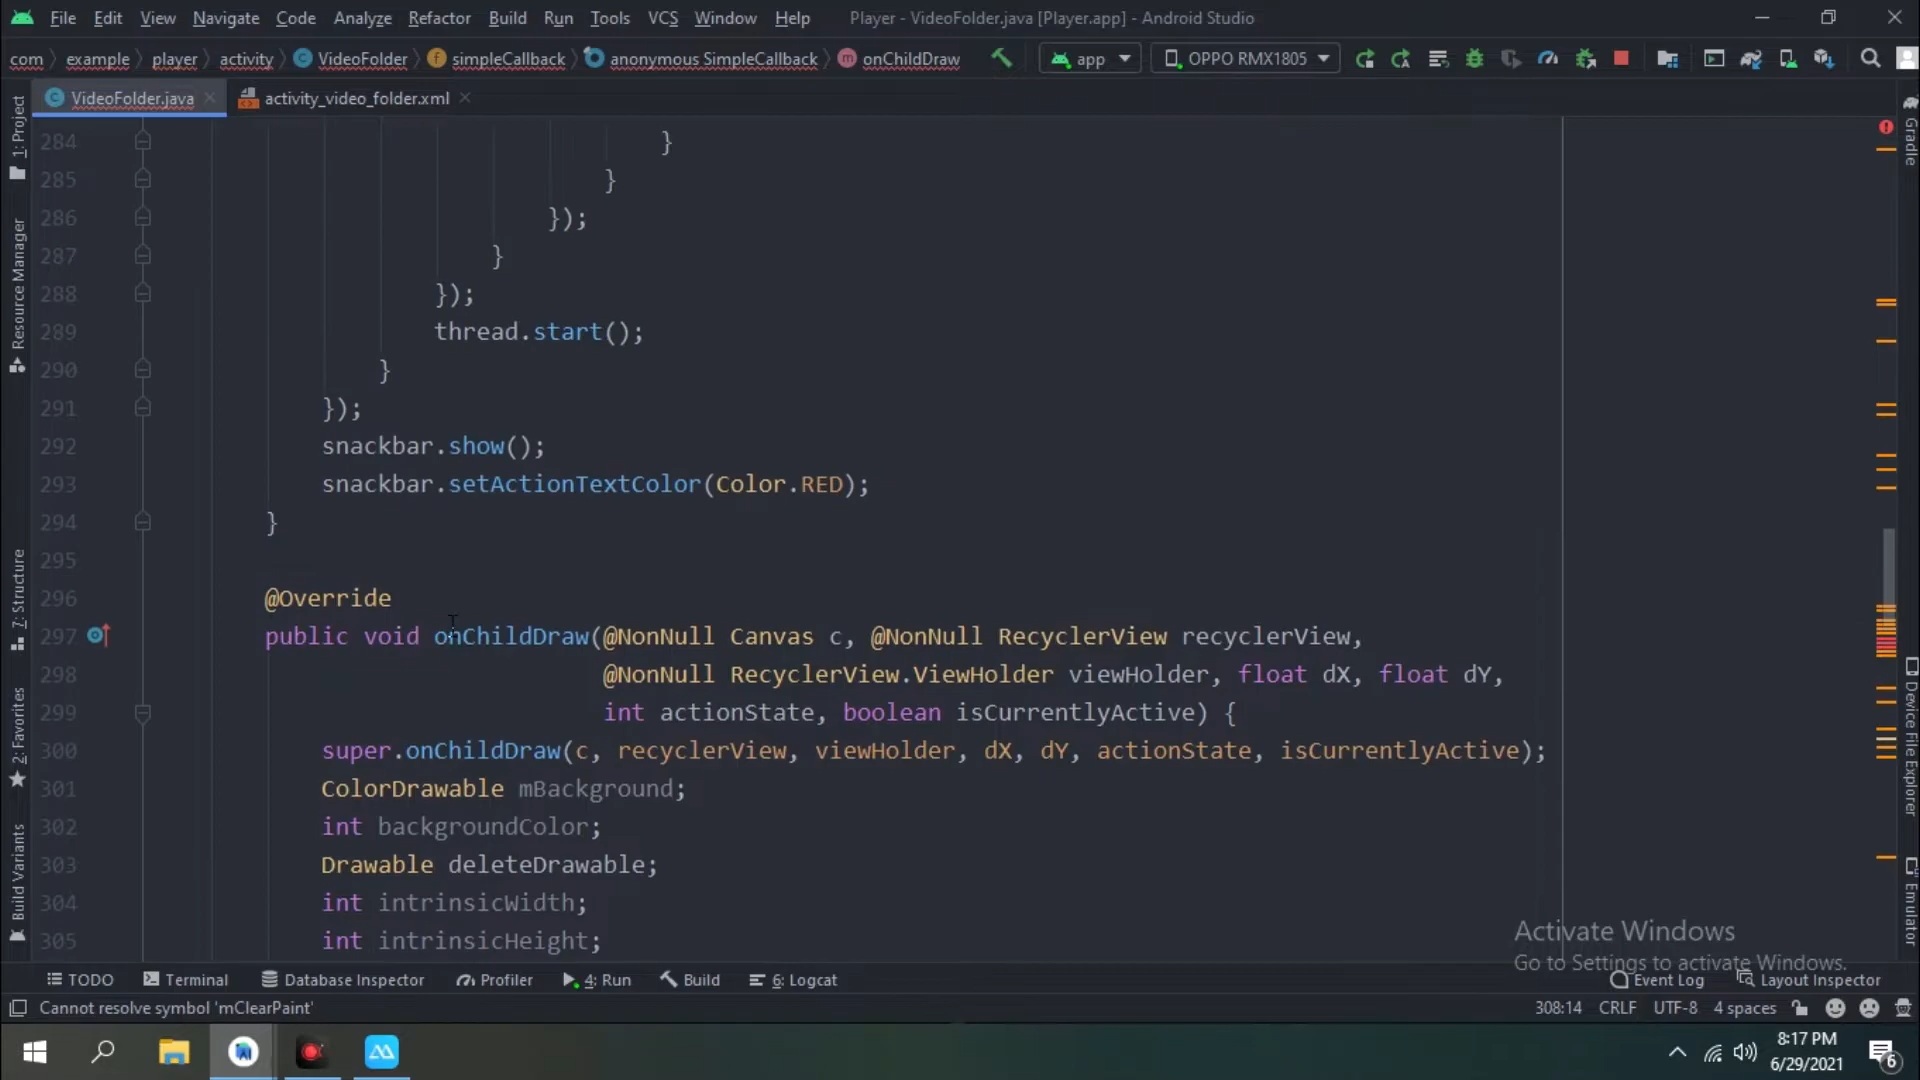 File Edit View Navigate Code Analyze Refactor Build Run Tools VCS Window Help Player - VideoFolder.java [Player.app] - Android Studio
com example player activity VideoFolder simpleCallback anonymous SimpleCallback onChildDraw app OPPO RMX1805
VideoFolder.java activity_video_folder.xml
1: Project
Resource Manager
7: Structure
2: Favorites
Build Variants
284 }
285 }
286 });
287 }
288 });
289 thread.start();
290 }
291 });
292 snackbar.show();
293 snackbar.setActionTextColor(Color.RED);
294 }
295
296 @Override
297 public void onChildDraw(@NonNull Canvas c, @NonNull RecyclerView recyclerView,
298 @NonNull RecyclerView.ViewHolder viewHolder, float dX, float dY,
299 int actionState, boolean isCurrentlyActive) {
300 super.onChildDraw(c, recyclerView, viewHolder, dX, dY, actionState, isCurrentlyActive);
301 ColorDrawable mBackground;
302 int backgroundColor;
303 Drawable deleteDrawable;
304 int intrinsicWidth;
305 int intrinsicHeight;
Gradle
Device File Explorer
Emulator
Activate Windows
Go to Settings to activate Windows.
TODO Terminal Database Inspector Profiler 4: Run Build 6: Logcat Event Log Layout Inspector
Cannot resolve symbol 'mClearPaint' 308:14 CRLF UTF-8 4 spaces
8:17 PM
6/29/2021
6